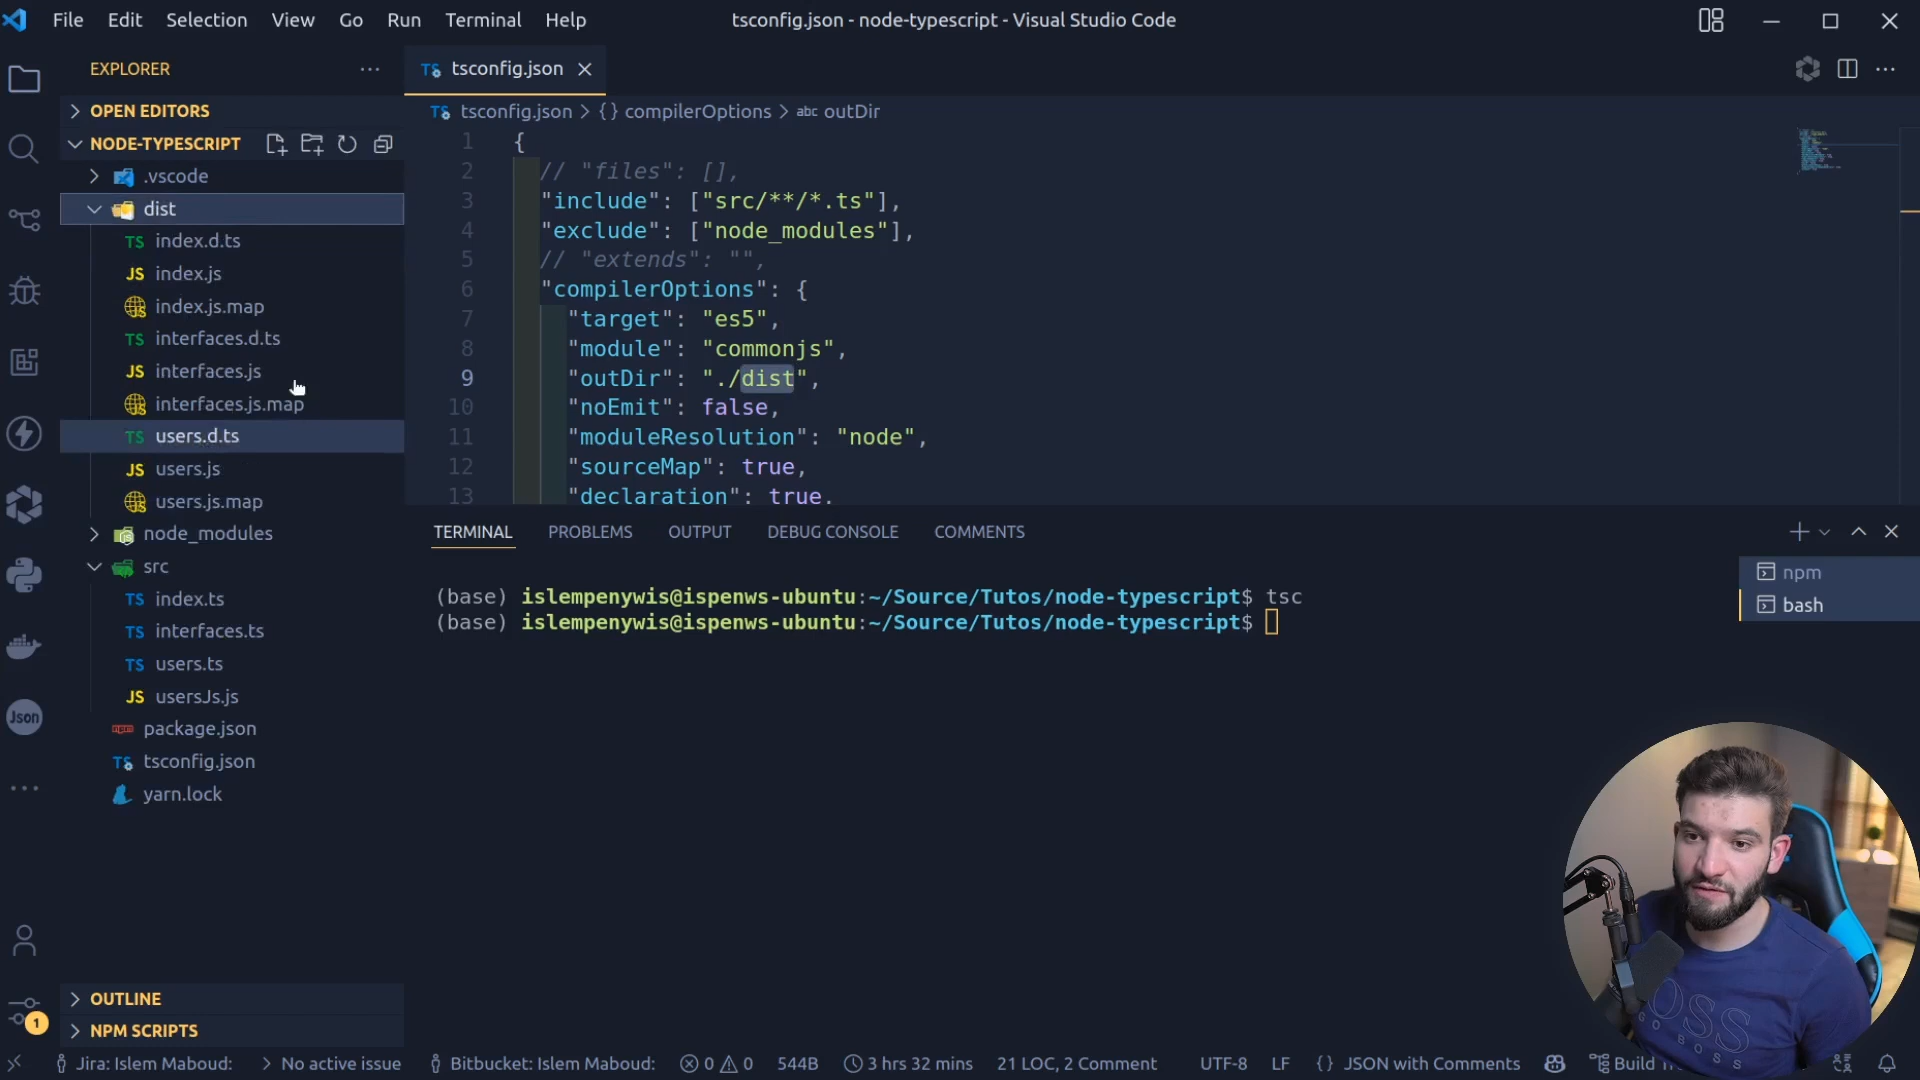 File Edit Selection View Go Run Terminal Help
tsconfig.json - node-typescript - Visual Studio Code
EXPLORER
OPEN EDITORS
NODE-TYPESCRIPT
.vscode
dist
index.d.ts
index.js
index.js.map
interfaces.d.ts
interfaces.js
interfaces.js.map
users.d.ts
users.js
users.js.map
node_modules
src
index.ts
interfaces.ts
users.ts
usersJs.js
package.json
tsconfig.json
yarn.lock
OUTLINE
NPM SCRIPTS
Json
1
TS tsconfig.json
TS tsconfig.json > {} compilerOptions > abc outDir
1 {
2 // "files": [],
3 "include": ["src/**/*.ts"],
4 "exclude": ["node_modules"],
5 // "extends": "",
6 "compilerOptions": {
7 "target": "es5",
8 "module": "commonjs",
9 "outDir": "./dist",
10 "noEmit": false,
11 "moduleResolution": "node",
12 "sourceMap": true,
13 "declaration": true,
TERMINAL PROBLEMS OUTPUT DEBUG CONSOLE COMMENTS
(base) islempenywis@ispenws-ubuntu:~/Source/Tutos/node-typescript$ tsc
(base) islempenywis@ispenws-ubuntu:~/Source/Tutos/node-typescript$
npm
bash
BOSS
HUGO BOSS
Jira: Islem Maboud: > No active issue Bitbucket: Islem Maboud: 0 0 544B 3 hrs 32 mins 21 LOC, 2 Comment UTF-8 LF {} JSON with Comments Build